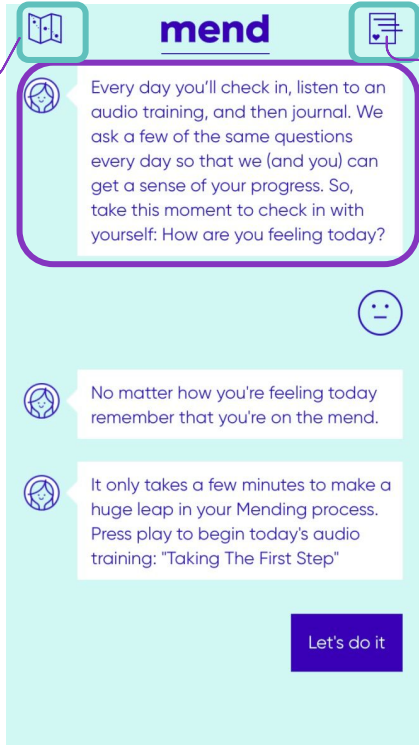 mend
Every day you’ll check in, listen to an
audio training, and then journal. We
ask a few of the same questions
every day so that we (and you) can
get a sense of your progress. So,
take this moment to check in with
yourself: How are you feeling today?
No matter how you're feeling today
remember that you're on the mend.
It only takes a few minutes to make a
huge leap in your Mending process.
Press play to begin today's audio
training: "Taking The First Step"
Let's do it